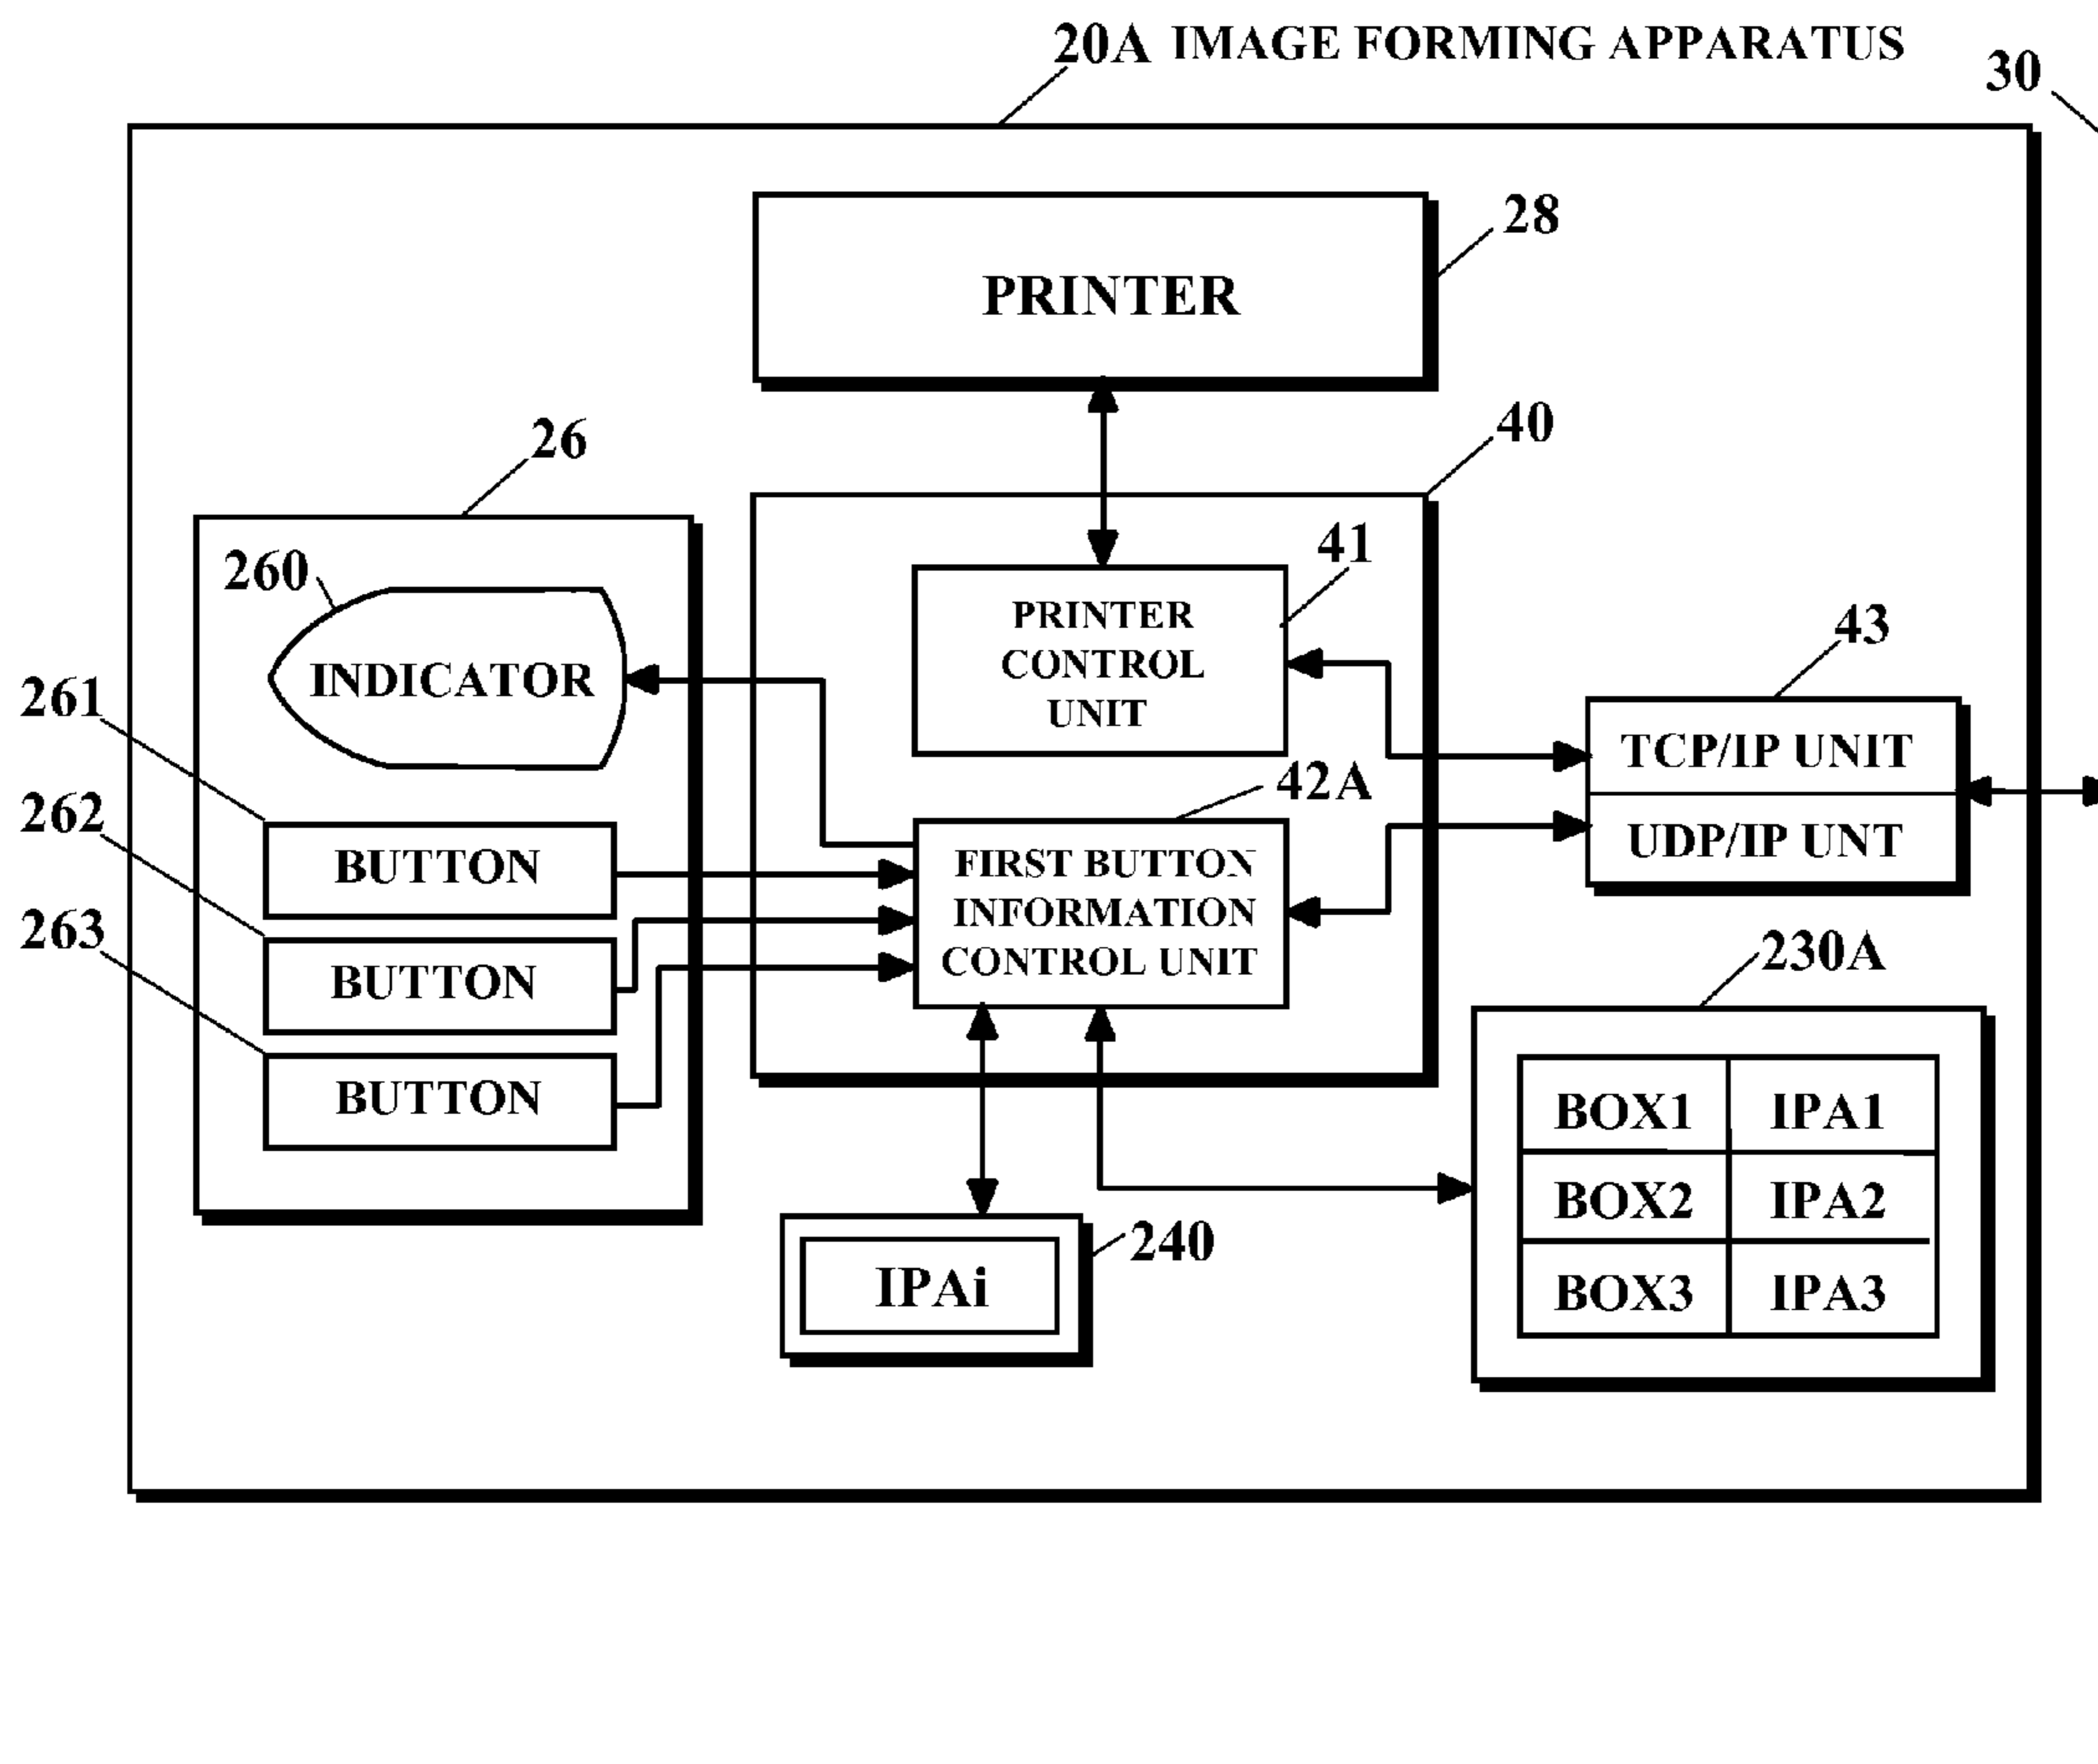 20A IMAGE FORMING APPARATUS
30
28
PRINTER
40
26
41
260
PRINTER
CONTROL
UNIT
43
INDICATOR
261
TCP/IP UNIT
42A
262
UDP/IP UNT
BUTTON
FIRST BUTTON
INFORMATION
CONTROL UNIT
263
230A
BUTTON
BUTTON
BOX1 IPA1
BOX2 IPA2
BOX3 IPA3
240
IPAi